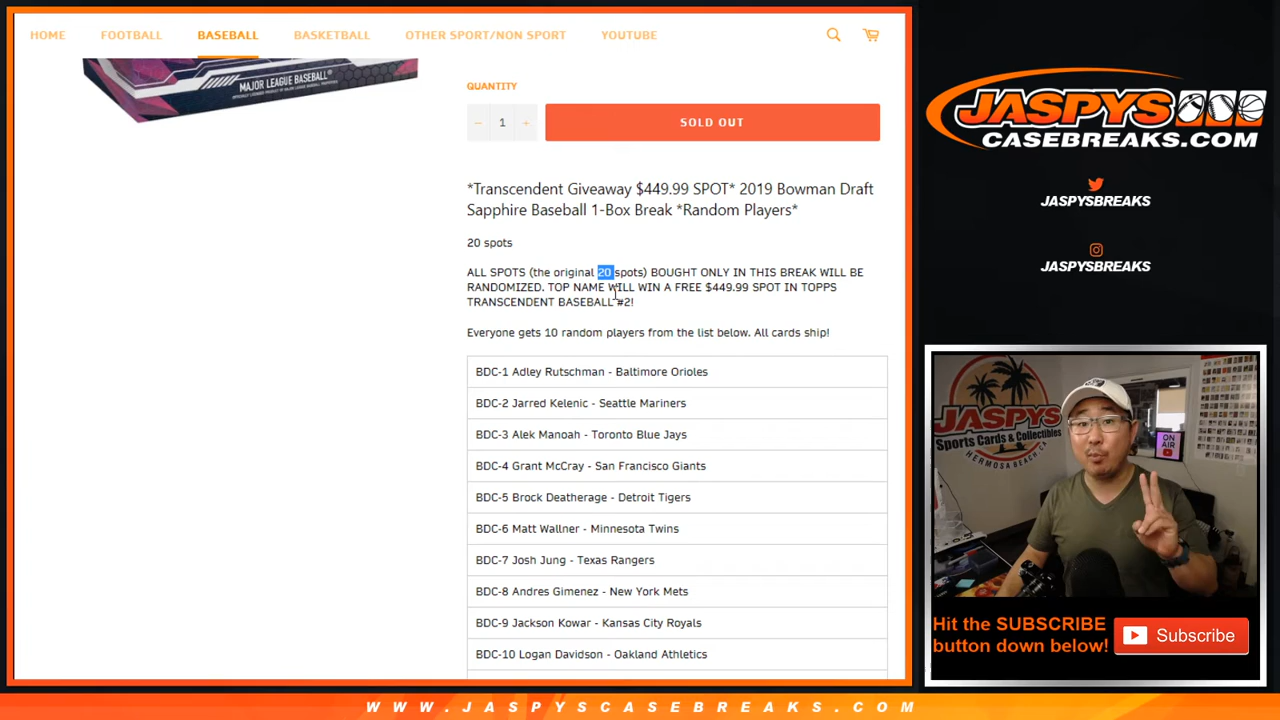 HOME FOOTBALL BASEBALL BASKETBALL OTHER SPORT/NON SPORT YOUTUBE
MAJOR LEAGUE BASEBALL
QUANTITY
− 1 +
SOLD OUT
*Transcendent Giveaway $449.99 SPOT* 2019 Bowman Draft
Sapphire Baseball 1-Box Break *Random Players*
20 spots
ALL SPOTS (the original 20 spots) BOUGHT ONLY IN THIS BREAK WILL BE
RANDOMIZED. TOP NAME WILL WIN A FREE $449.99 SPOT IN TOPPS
TRANSCENDENT BASEBALL #2!
Everyone gets 10 random players from the list below. All cards ship!
BDC-1 Adley Rutschman - Baltimore Orioles
BDC-2 Jarred Kelenic - Seattle Mariners
BDC-3 Alek Manoah - Toronto Blue Jays
BDC-4 Grant McCray - San Francisco Giants
BDC-5 Brock Deatherage - Detroit Tigers
BDC-6 Matt Wallner - Minnesota Twins
BDC-7 Josh Jung - Texas Rangers
BDC-8 Andres Gimenez - New York Mets
BDC-9 Jackson Kowar - Kansas City Royals
BDC-10 Logan Davidson - Oakland Athletics
JASPYS
CASEBREAKS.COM
JASPYSBREAKS
JASPYSBREAKS
JASPYS
Sports Cards & Collectibles
HERMOSA BEACH, CA
ON
AIR
Hit the SUBSCRIBE
button down below!
Subscribe
WWW.JASPYSCASEBREAKS.COM